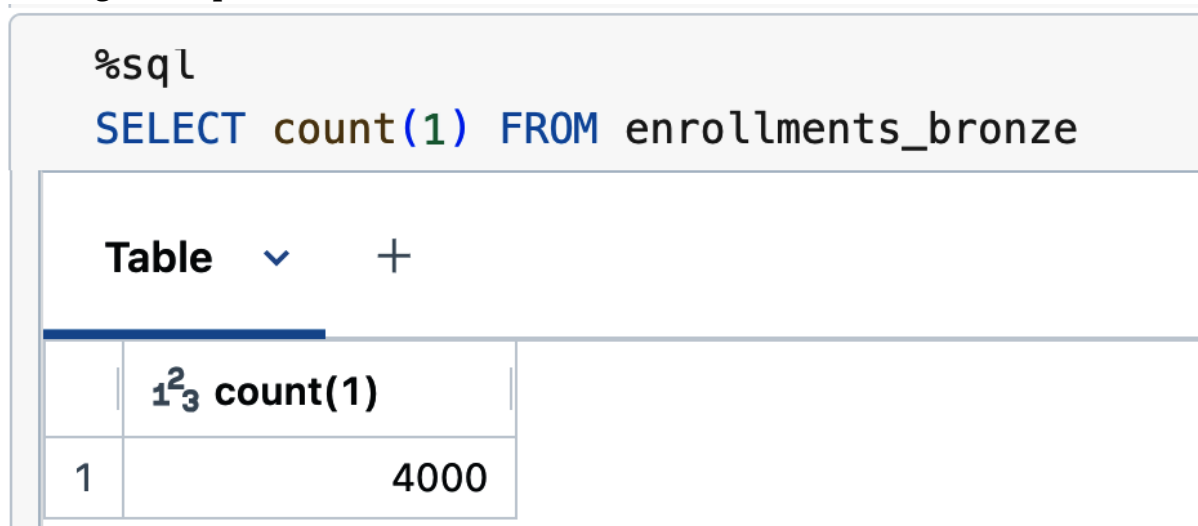 %sql
SELECT count(1) FROM enrollments_bronze
Table +
123 count(1)
1 4000